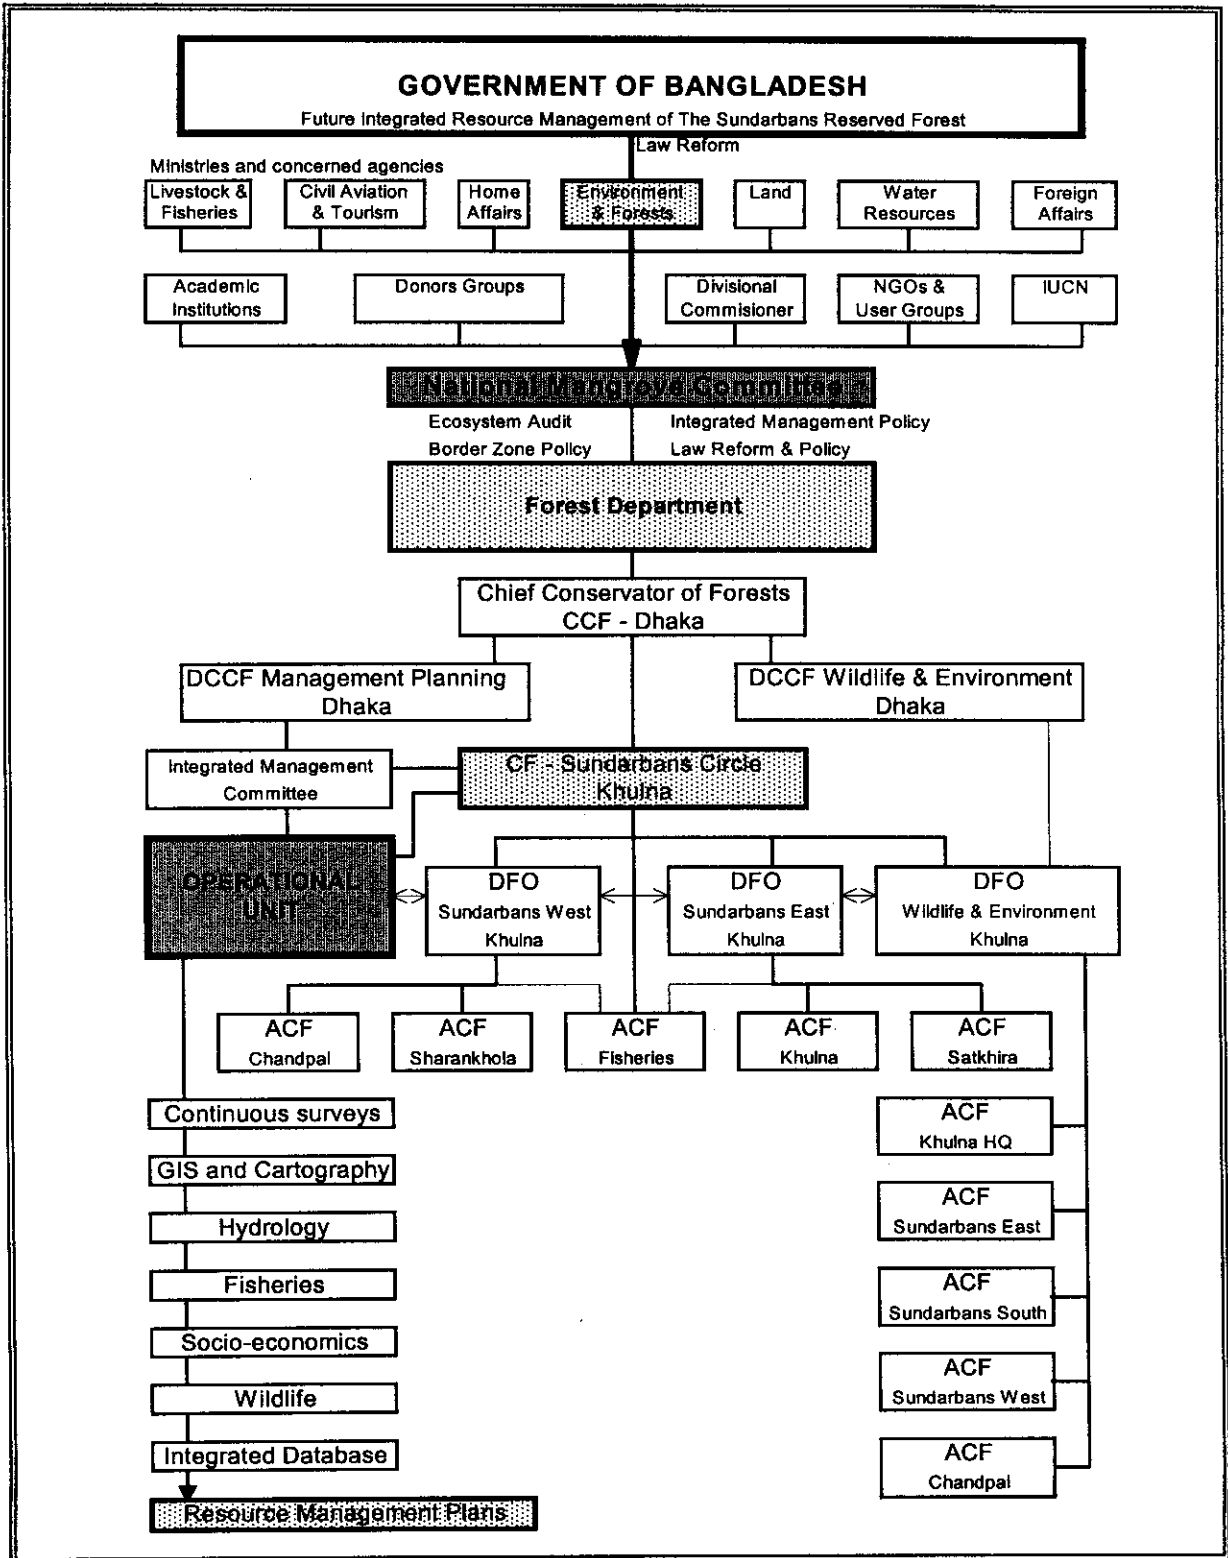 GOVERNMENT OF BANGLADESH
Future Integrated Resource Management of The Sundarbans Reserved Forest
Law Reform
Ministries and concerned agencies
Livestock &
Fisheries
Civil Aviation
& Tourism
Home
Affairs
Environment
& Forests
Land
Water
Resources
Foreign
Affairs
Academic
Institutions
Donors Groups
Divisional
Commisioner
NGOs &
User Groups
IUCN
National Mangrove Committee
Ecosystem Audit
Integrated Management Policy
Border Zone Policy
Law Reform & Policy
Forest Department
Chief Conservator of Forests
CCF - Dhaka
DCCF Management Planning
Dhaka
DCCF Wildlife & Environment
Dhaka
Integrated Management
Committee
CF - Sundarbans Circle
Khulna
OPERATIONAL
UNIT
DFO
Sundarbans West
Khulna
DFO
Sundarbans East
Khulna
DFO
Wildlife & Environment
Khulna
ACF
Chandpal
ACF
Sharankhola
ACF
Fisheries
ACF
Khulna
ACF
Satkhira
Continuous surveys
GIS and Cartography
Hydrology
Fisheries
Socio-economics
Wildlife
Integrated Database
Resource Management Plans
ACF
Khulna HQ
ACF
Sundarbans East
ACF
Sundarbans South
ACF
Sundarbans West
ACF
Chandpal